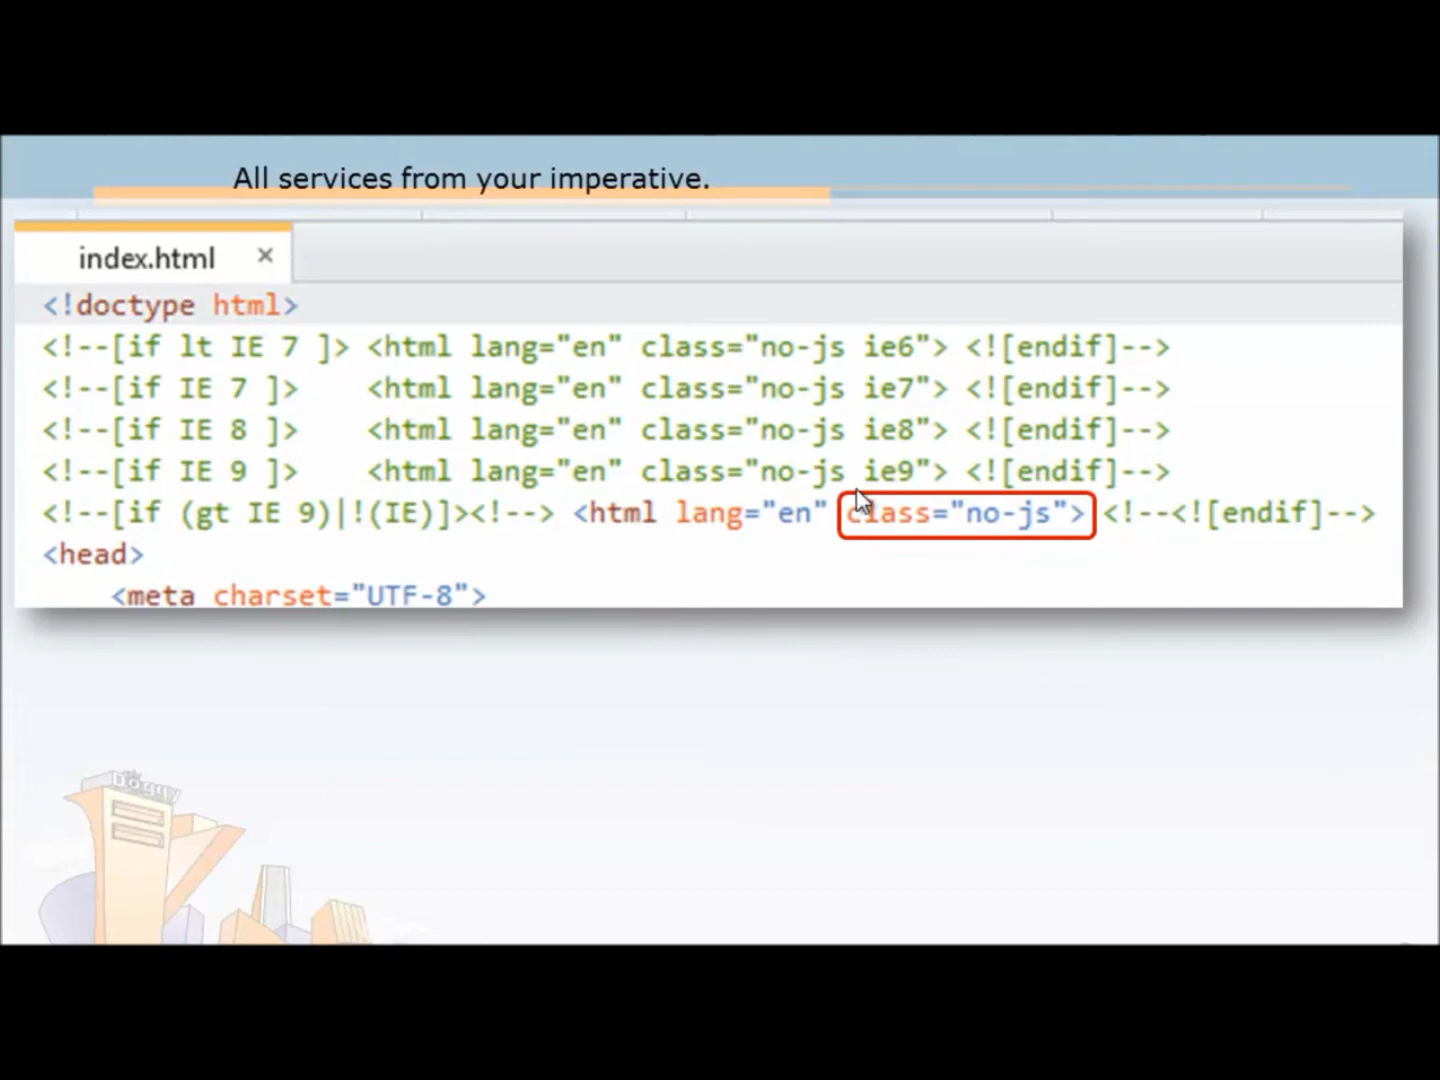 All services from your imperative.
index.html ×
<!doctype html>
<!--[if lt IE 7 ]> <html lang="en" class="no-js ie6"> <![endif]-->
<!--[if IE 7 ]>    <html lang="en" class="no-js ie7"> <![endif]-->
<!--[if IE 8 ]>    <html lang="en" class="no-js ie8"> <![endif]-->
<!--[if IE 9 ]>    <html lang="en" class="no-js ie9"> <![endif]-->
<!--[if (gt IE 9)|!(IE)]><!--> <html lang="en" class="no-js"> <!--<![endif]-->
<head>
    <meta charset="UTF-8">
Doggy